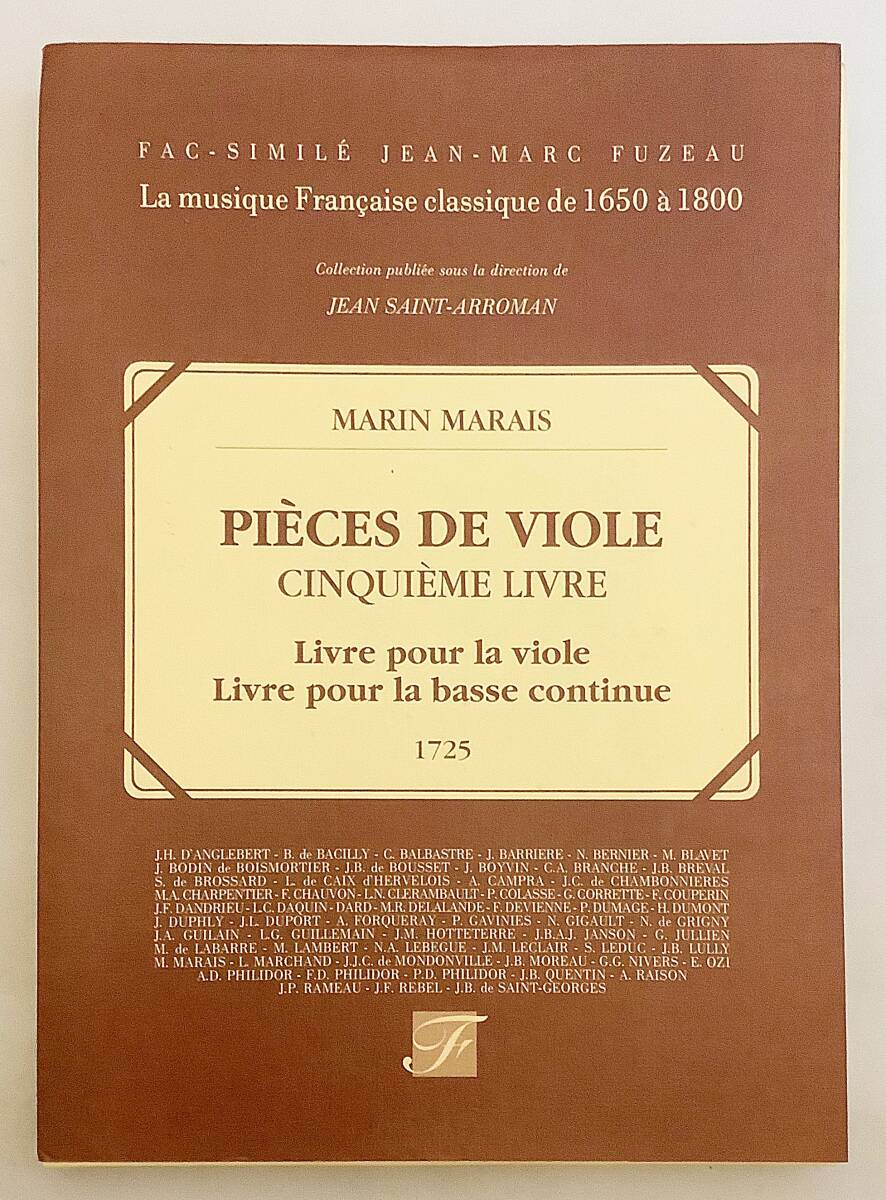 FAC-SIMILÉ JEAN-MARC FUZEAU
La musique Française classique de 1650 à 1800
Collection publiée sous la direction de
JEAN SAINT-ARROMAN
MARIN MARAIS
PIÈCES DE VIOLE
CINQUIÈME LIVRE
Livre pour la viole
Livre pour la basse continue
1725
J.H. D'ANGLEBERT - B. de BACILLY - C. BALBASTRE - J. BARRIERE - N. BERNIER - M. BLAVET
J. BODIN de BOISMORTIER - J.B. de BOUSSET - J. BOYVIN - C.A. BRANCHE - J.B. BREVAL
S. de BROSSARD - L. de CAIX d'HERVELOIS - A. CAMPRA - J.C. de CHAMBONNIERES
M.A. CHARPENTIER - F. CHAUVON - L.N. CLERAMBAULT - P. COLASSE - G. CORRETTE - F. COUPERIN
J.F. DANDRIEU - L.C. DAQUIN - DARD - M.R. DELALANDE - F. DEVIENNE - P. DUMAGE - H. DUMONT
J. DUPHLY - J.L. DUPORT - A. FORQUERAY - P. GAVINIES - N. GIGAULT - N. de GRIGNY
J.A. GUILAIN - L.G. GUILLEMAIN - J.M. HOTTETERRE - J.B.A.J. JANSON - G. JULLIEN
M. de LABARRE - M. LAMBERT - N.A. LEBEGUE - J.M. LECLAIR - S. LEDUC - J.B. LULLY
M. MARAIS - L. MARCHAND - J.J.C. de MONDONVILLE - J.B. MOREAU - G.G. NIVERS - E. OZI
A.D. PHILIDOR - F.D. PHILIDOR - P.D. PHILIDOR - J.B. QUENTIN - A. RAISON
J.P. RAMEAU - J.F. REBEL - J.B. de SAINT-GEORGES
F